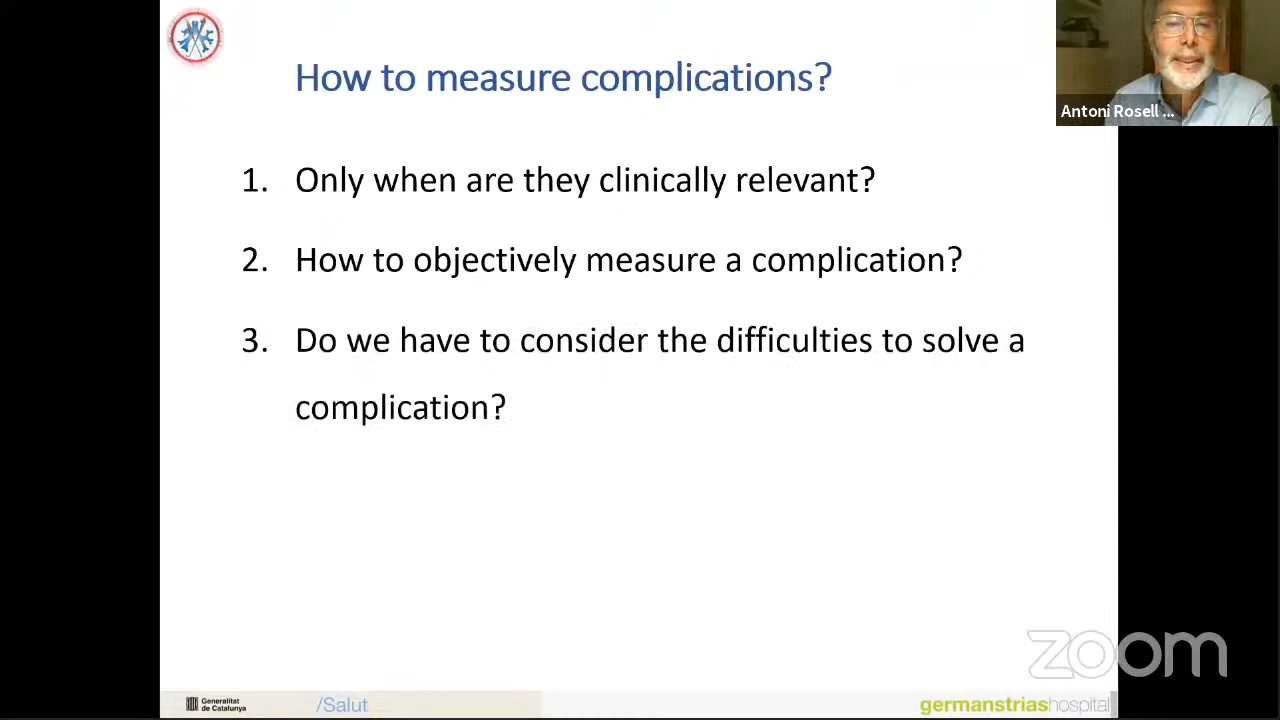 How to measure complications?
Antoni Rosell ...
1. Only when are they clinically relevant?
2. How to objectively measure a complication?
3. Do we have to consider the difficulties to solve a
complication?
zoom
Generalitat
de Catalunya
/Salut
germanstriashospital